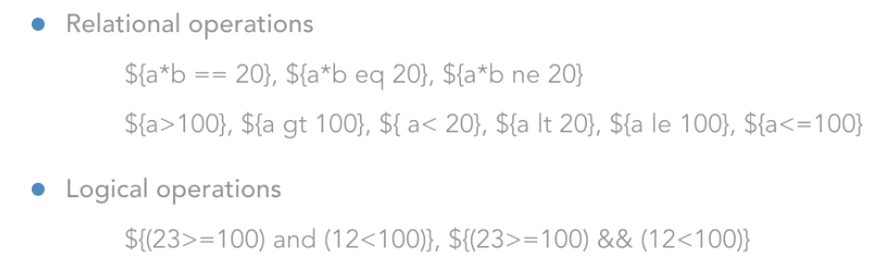 Relational operations
${a*b == 20}, ${a*b eq 20}, ${a*b ne 20}
${a>100}, ${a gt 100}, ${ a< 20}, ${a lt 20}, ${a le 100}, ${a<=100}
Logical operations
${(23>=100) and (12<100)}, ${(23>=100) && (12<100)}